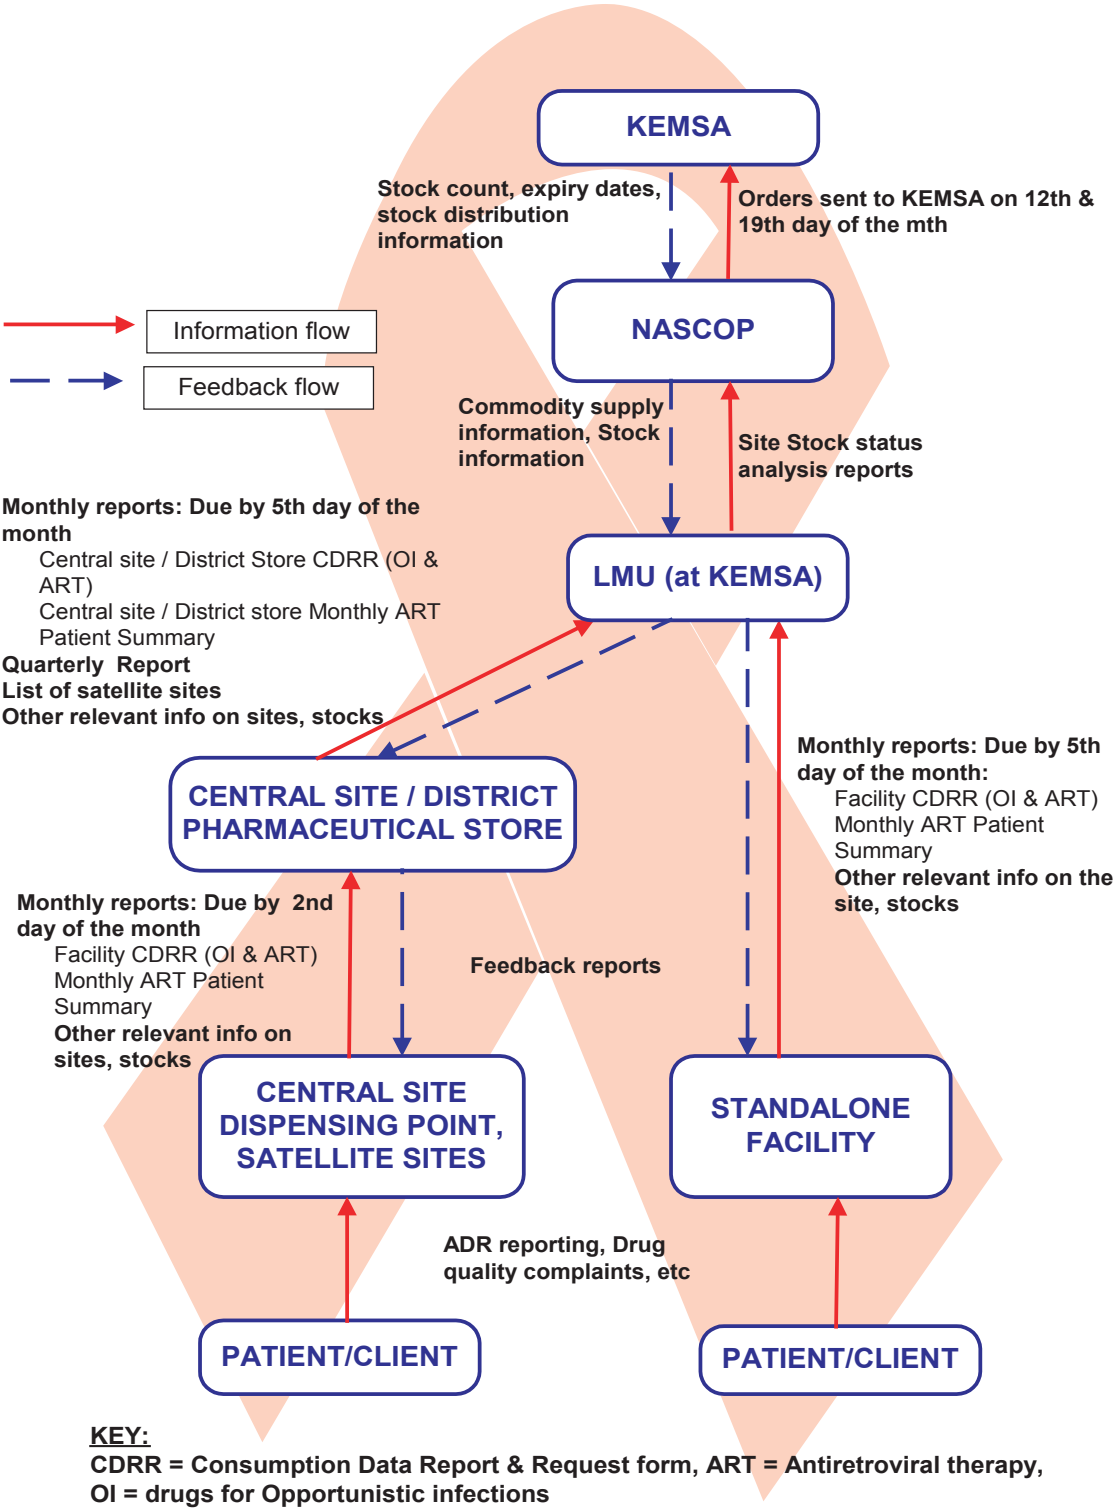 KEMSA
Stock count, expiry dates,
stock distribution
information
Orders sent to KEMSA on 12th &
19th day of the mth
NASCOP
Information flow
Feedback flow
Commodity supply
information, Stock
information
Site Stock status
analysis reports
Monthly reports: Due by 5th day of the
month
Central site / District Store CDRR (OI &
ART)
Central site / District store Monthly ART
Patient Summary
Quarterly Report
List of satellite sites
Other relevant info on sites, stocks
LMU (at KEMSA)
CENTRAL SITE / DISTRICT
PHARMACEUTICAL STORE
Monthly reports: Due by 5th
day of the month:
Facility CDRR (OI & ART)
Monthly ART Patient
Summary
Other relevant info on the
site, stocks
Monthly reports: Due by 2nd
day of the month
Facility CDRR (OI & ART)
Monthly ART Patient
Summary
Other relevant info on
sites, stocks
Feedback reports
CENTRAL SITE
DISPENSING POINT,
SATELLITE SITES
STANDALONE
FACILITY
ADR reporting, Drug
quality complaints, etc
PATIENT/CLIENT
PATIENT/CLIENT
KEY:
CDRR = Consumption Data Report & Request form, ART = Antiretroviral therapy,
OI = drugs for Opportunistic infections